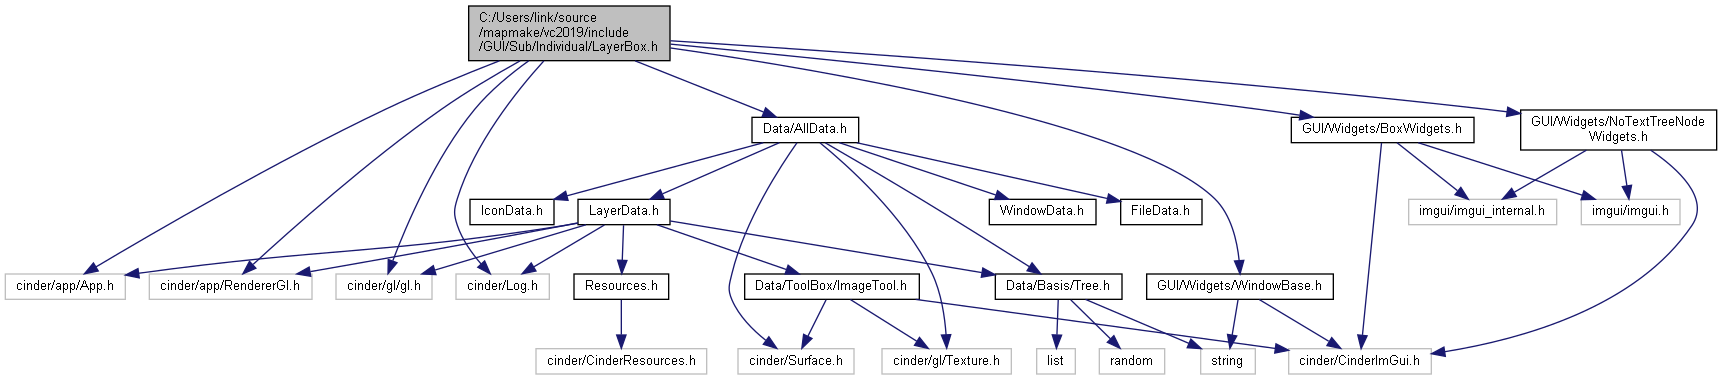 C:/Users/link/source
/mapmake/vc2019/include
/GUI/Sub/Individual/LayerBox.h
Data/AllData.h
GUI/Widgets/BoxWidgets.h
GUI/Widgets/NoTextTreeNode
Widgets.h
IconData.h
LayerData.h
WindowData.h
FileData.h
imgui/imgui_internal.h
imgui/imgui.h
cinder/app/App.h
cinder/app/RendererGl.h
cinder/gl/gl.h
cinder/Log.h
Resources.h
Data/ToolBox/ImageTool.h
Data/Basis/Tree.h
GUI/Widgets/WindowBase.h
cinder/CinderResources.h
cinder/Surface.h
cinder/gl/Texture.h
list
random
string
cinder/CinderImGui.h